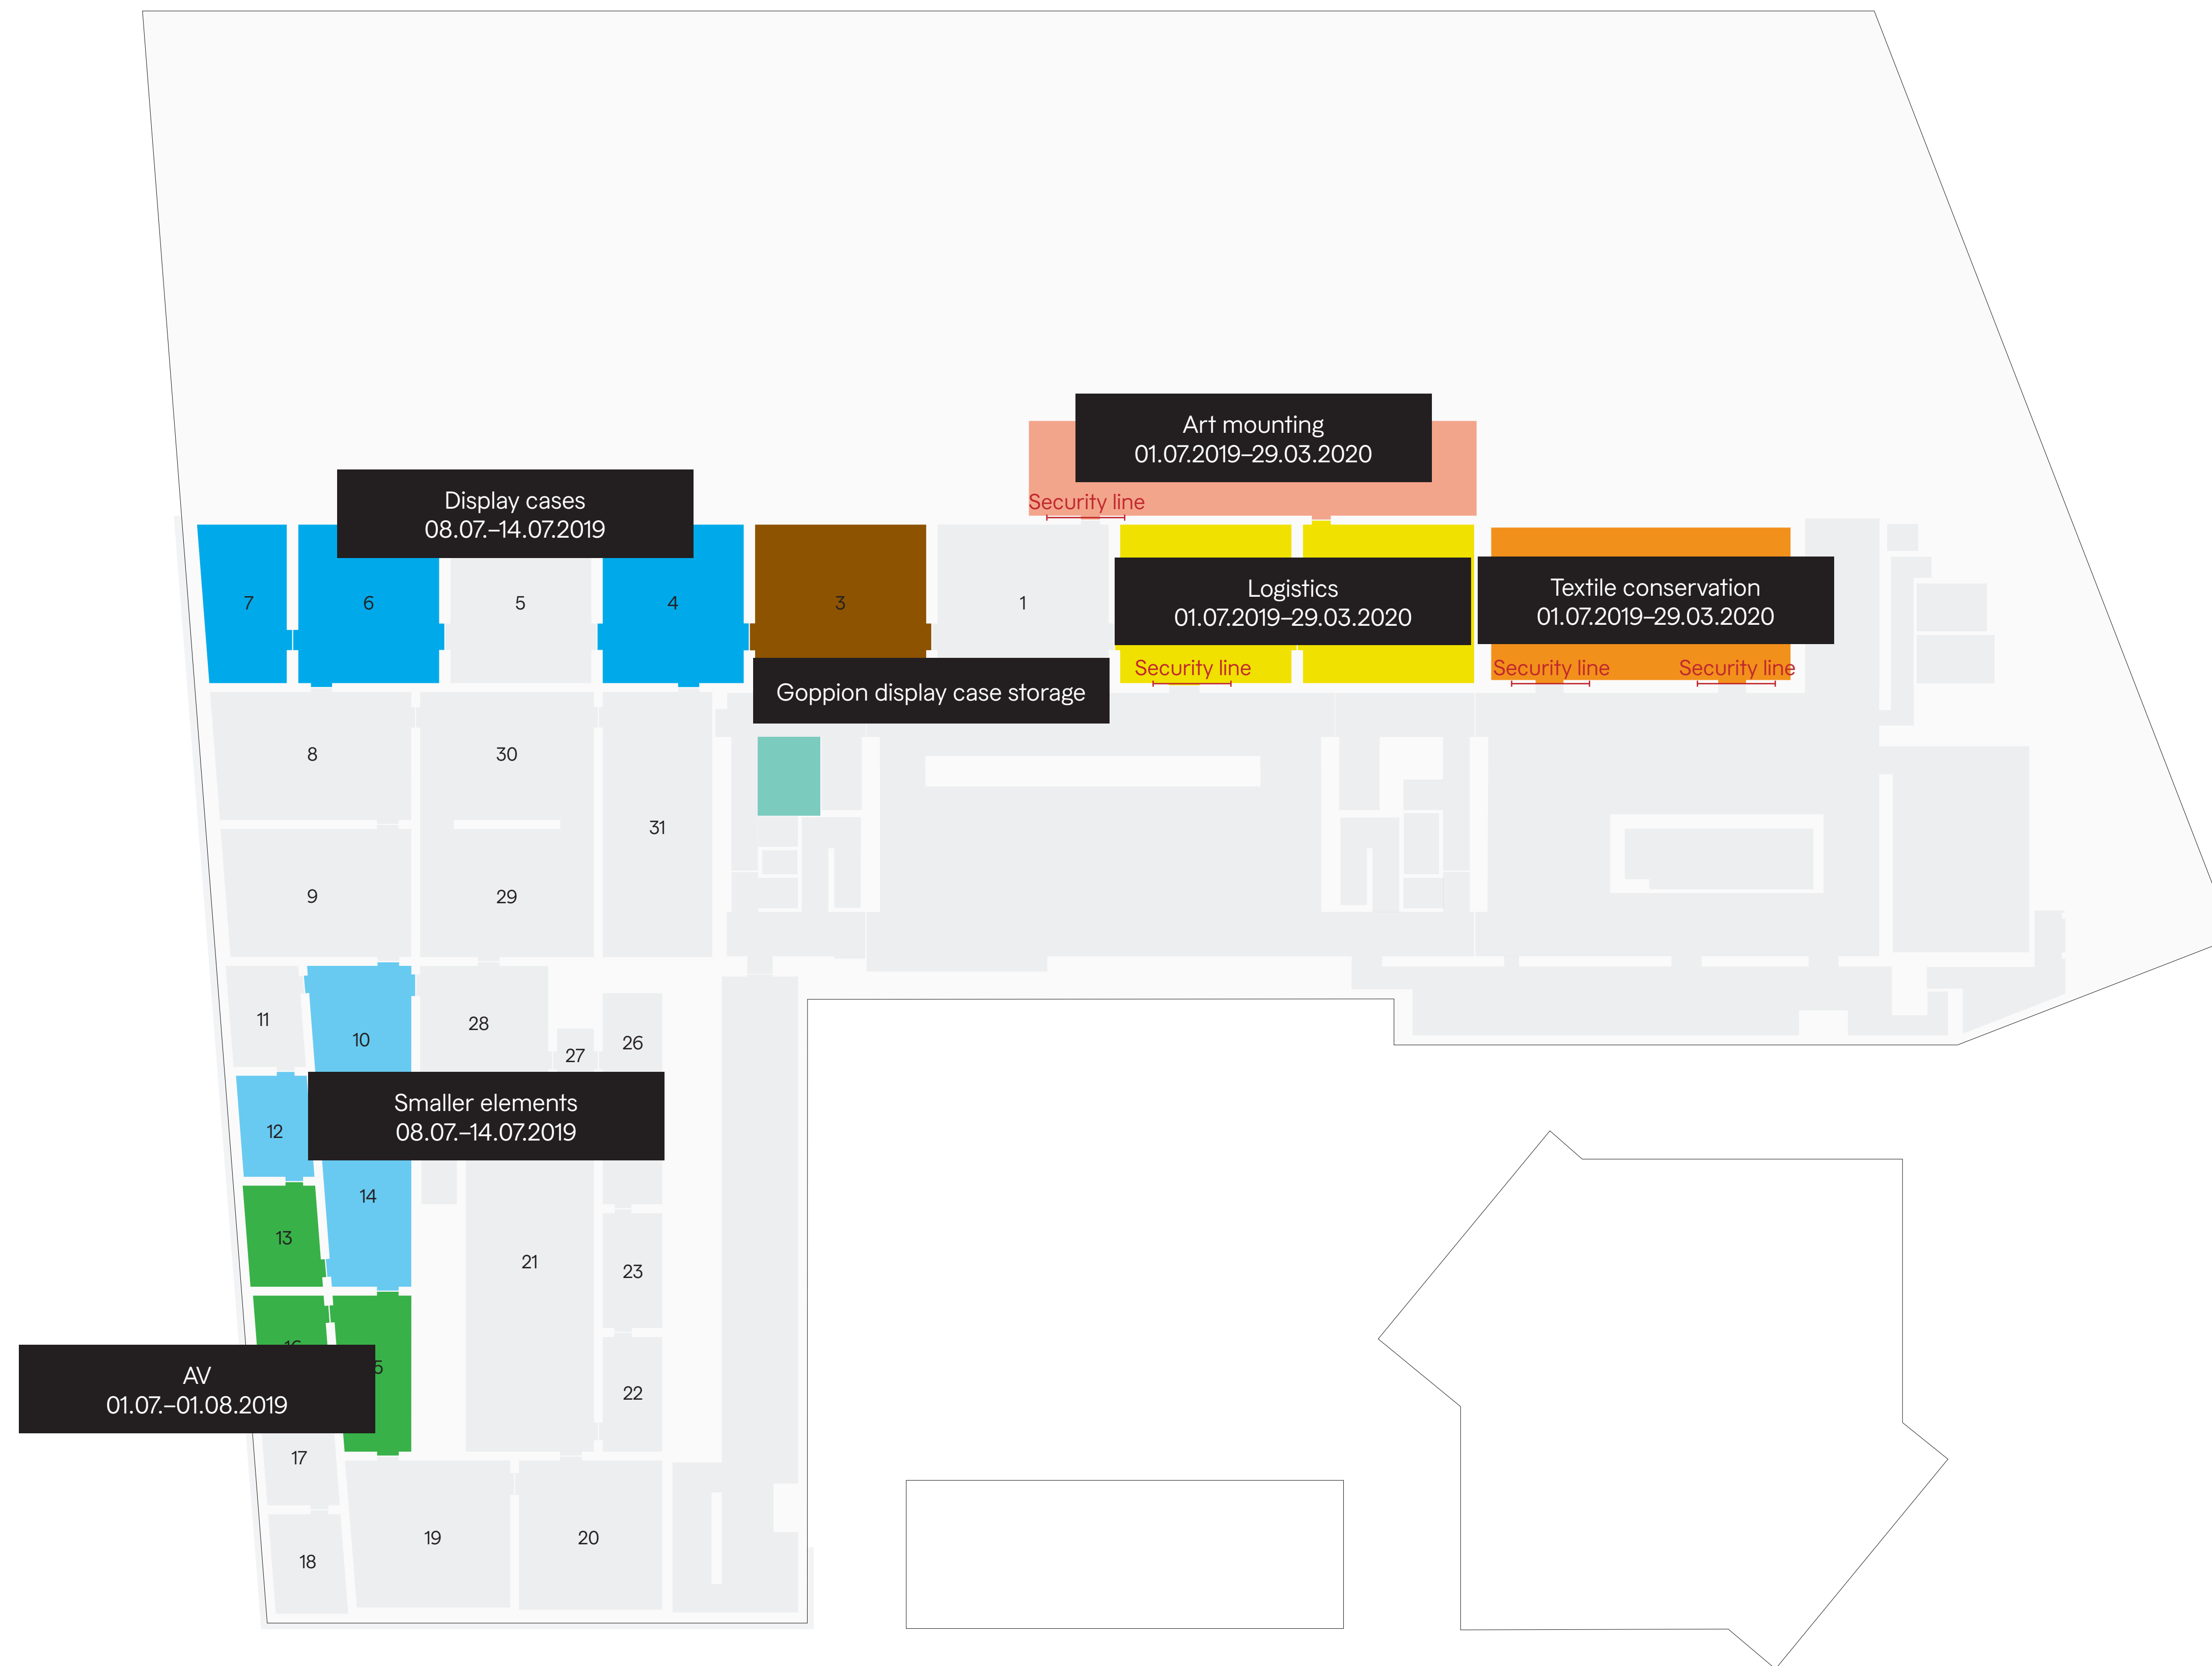 Art mounting
01.07.2019–29.03.2020
Security line
Display cases
08.07.–14.07.2019
7
6
5
4
3
1
Logistics
01.07.2019–29.03.2020
Textile conservation
01.07.2019–29.03.2020
Security line
Security line
Security line
Goppion display case storage
8
30
31
9
29
11
10
28
27
26
Smaller elements
08.07.–14.07.2019
12
14
13
21
23
AV
01.07.–01.08.2019
22
17
19
20
18